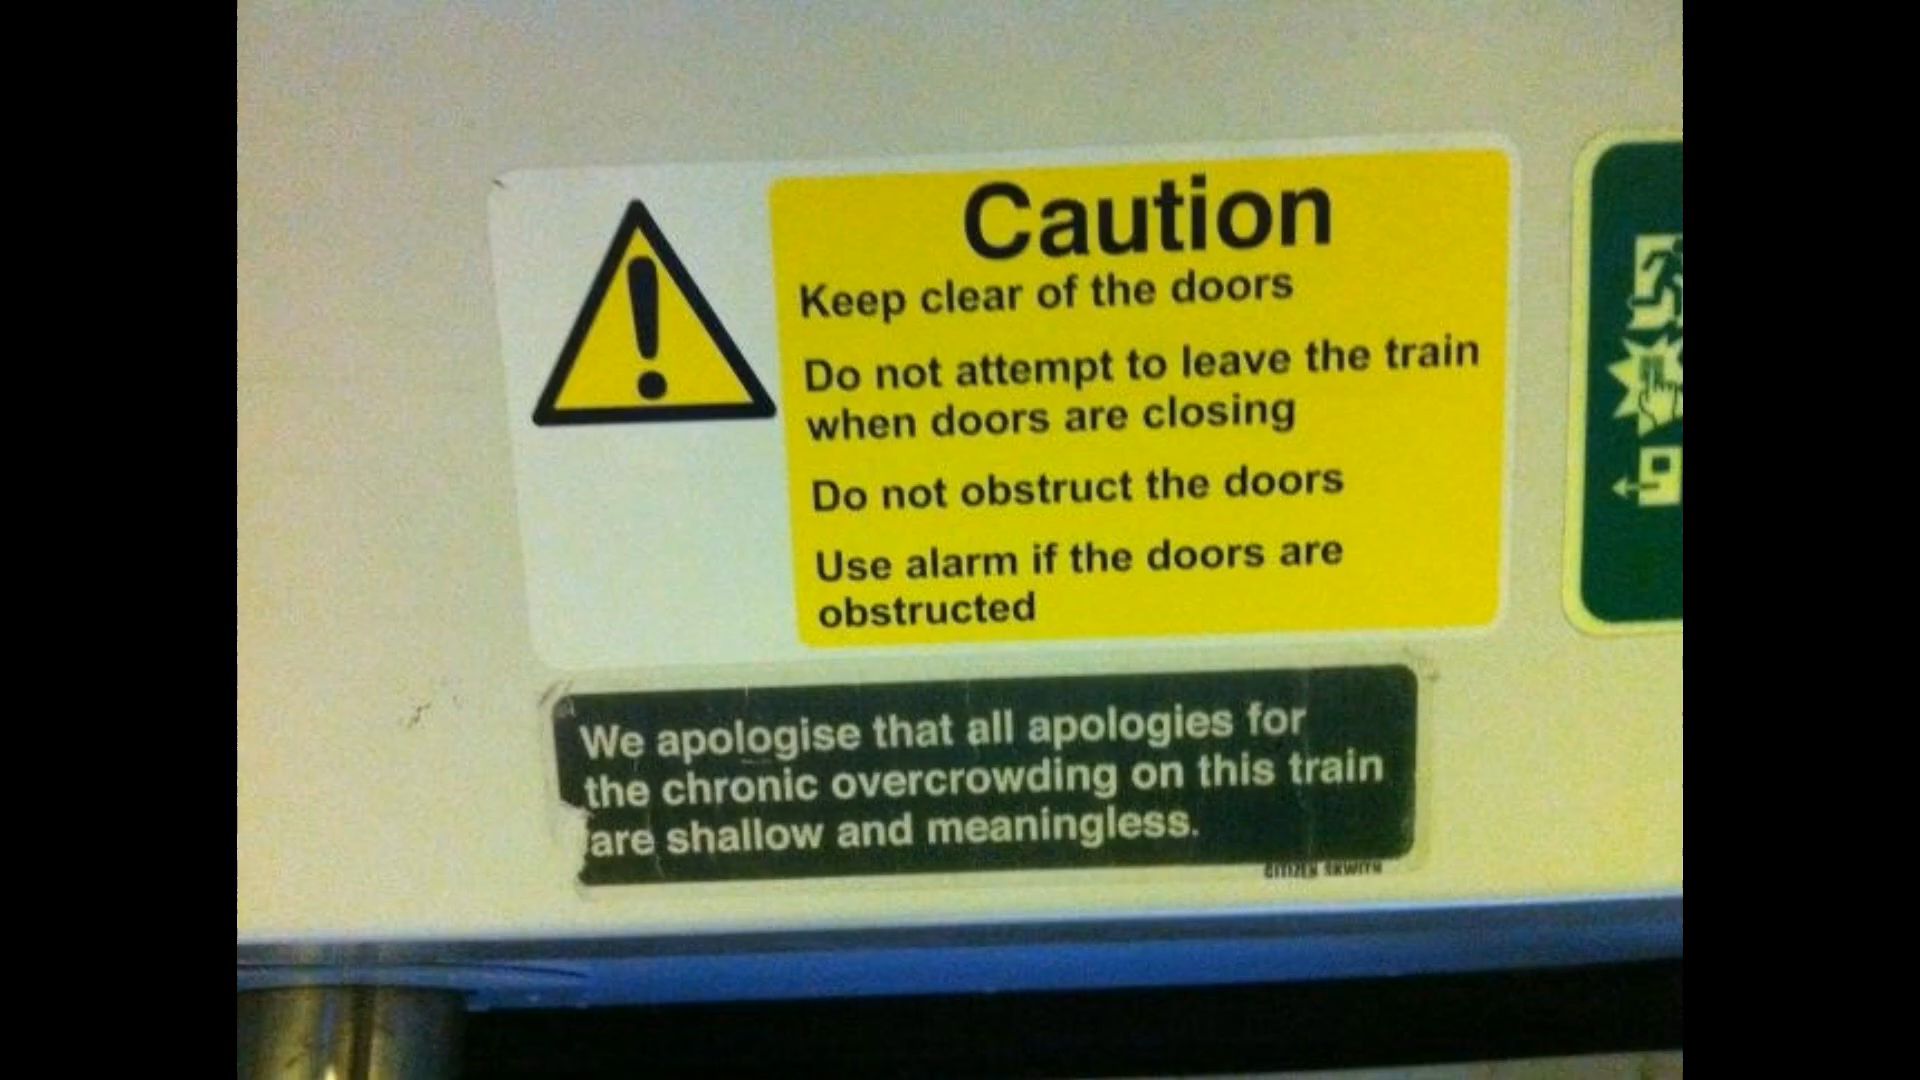 Caution
Keep clear of the doors
Do not attempt to leave the train
when doors are closing
Do not obstruct the doors
Use alarm if the doors are
obstructed
We apologise that all apologies for
the chronic overcrowding on this train
are shallow and meaningless.
CITIZEN SKWITH